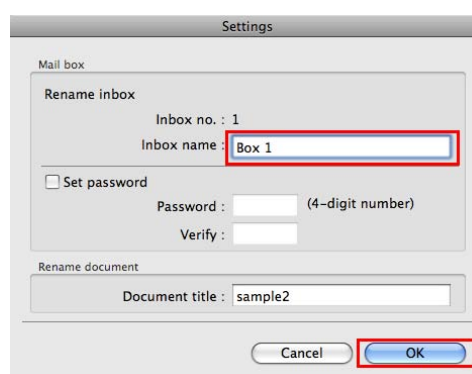 Settings
Mail box
Rename inbox
Inbox no. : 1
Inbox name : Box 1
Set password
Password : (4-digit number)
Verify :
Rename document
Document title : sample2
Cancel OK